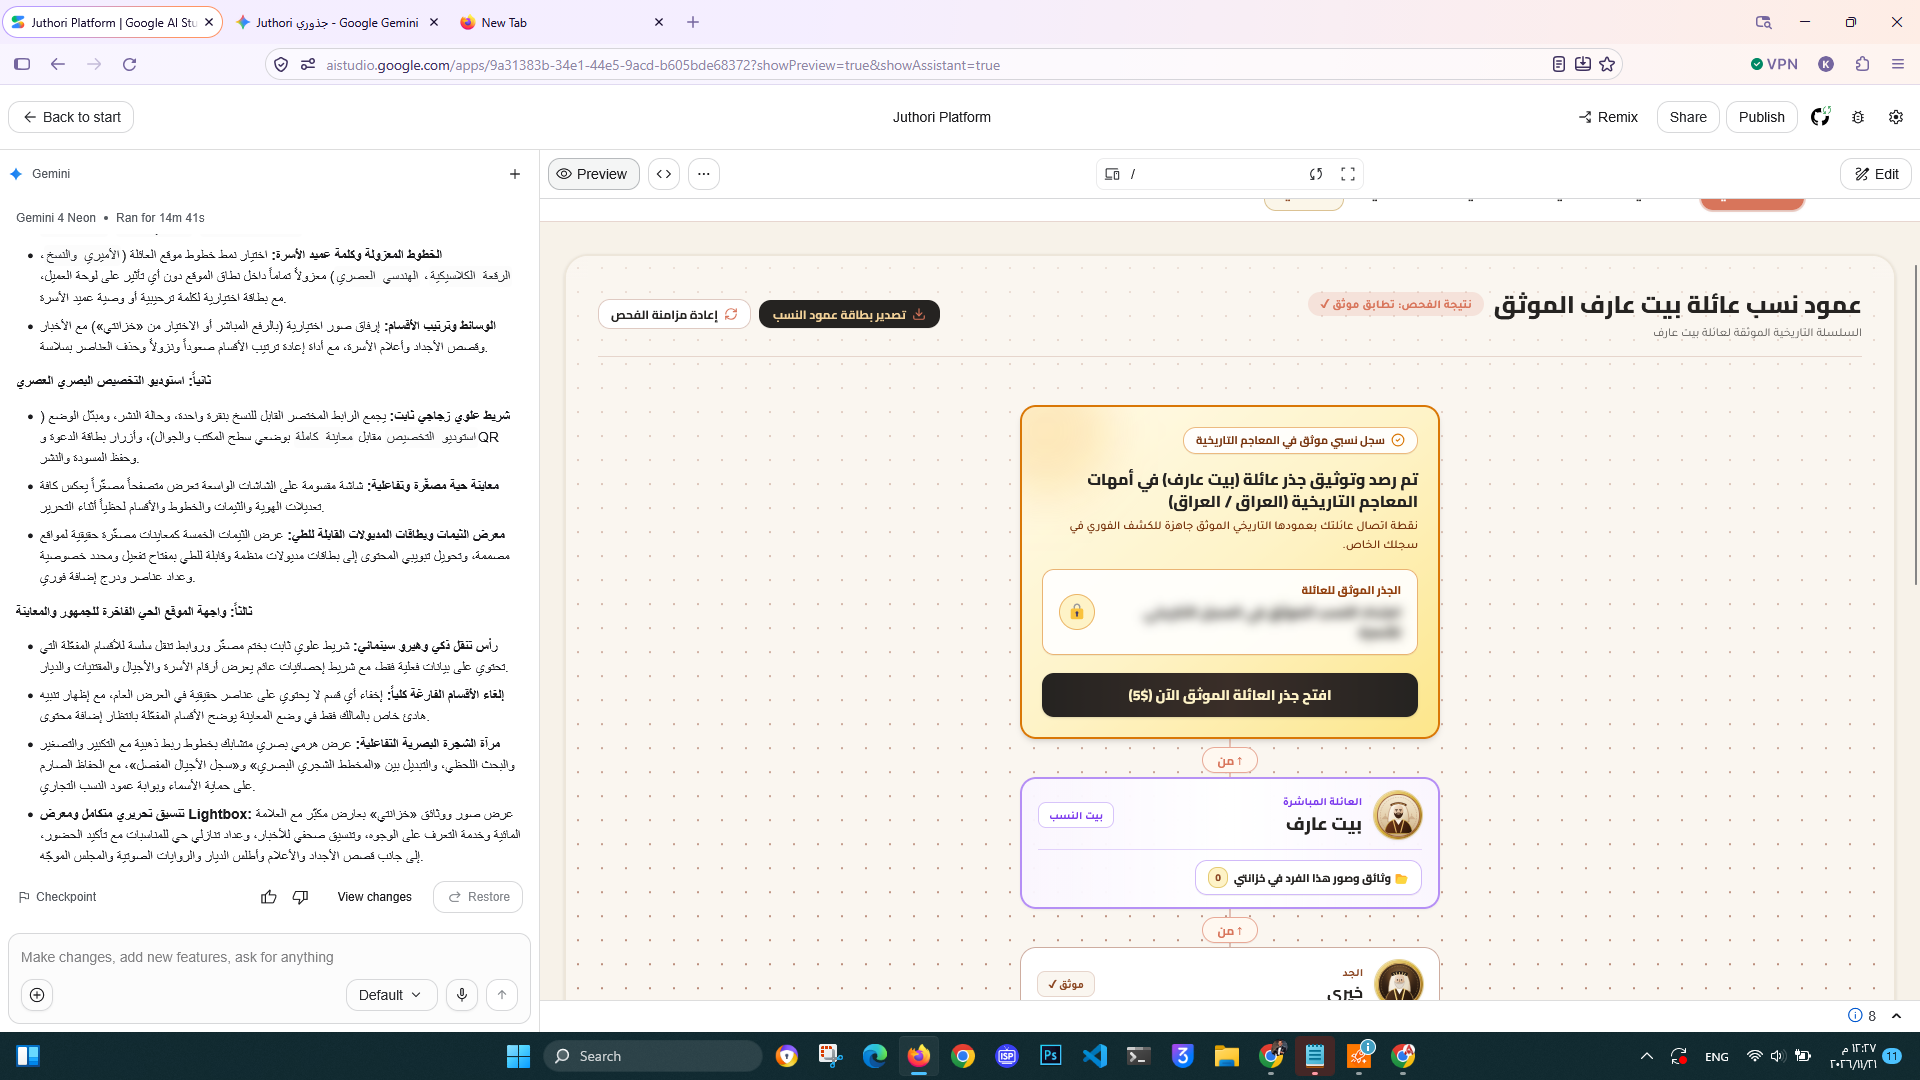 Juthori Platform | Google AI Stu
Juthori جذوري - Google Gemini
New Tab
aistudio.google.com/apps/9a31383b-34e1-44e5-9acd-b605bde68372?showPreview=true&showAssistant=true
VPN
K
Back to start
Juthori Platform
Remix
Share
Publish
Gemini
Preview
/
Edit
Gemini 4 Neon • Ran for 14m 41s
الخطوط المعزولة وكلمة عميد الأسرة: اختيار نمط خطوط موقع العائلة (الأميري والنسخ،
الرقعة الكلاسيكية، الهندسي العصري) معزولاً تماماً داخل نطاق الموقع دون أي تأثير على لوحة العميل،
مع بطاقة اختيارية لكلمة ترحيبية أو وصية عميد الأسرة.
الوسائط وترتيب الأقسام: إرفاق صور اختيارية (بالرفع المباشر أو الاختيار من «خزانتي») مع الأخبار
وقصص الأجداد وأعلام الأسرة، مع أداة إعادة ترتيب الأقسام صعوداً ونزولاً وحذف العناصر بسلاسة.
ثانياً: استوديو التخصيص البصري العصري
شريط علوي زجاجي ثابت: يجمع الرابط المختصر القابل للنسخ بنقرة واحدة، وحالة النشر، ومبدّل الوضع (
استوديو التخصيص مقابل معاينة كاملة بوضعي سطح المكتب والجوال)، وأزرار بطاقة الدعوة و QR
وحفظ المسودة والنشر.
معاينة حية مصغّرة وتفاعلية: شاشة مقسومة على الشاشات الواسعة تعرض متصفحاً مصغّراً يعكس كافة
تعديلات الهوية والثيمات والخطوط والأقسام لحظياً أثناء التحرير.
معرض الثيمات وبطاقات المديولات القابلة للطي: عرض الثيمات الخمسة كمعاينات مصغّرة حقيقية لمواقع
مصممة، وتحويل تبويبي المحتوى إلى بطاقات مديولات منظمة وقابلة للطي بمفتاح تفعيل ومحدد خصوصية
وعداد عناصر ودرج إضافة فوري.
ثالثاً: واجهة الموقع الحي الفاخرة للجمهور والمعاينة
رأس تنقل ذكي وهيرو سينمائي: شريط علوي ثابت بختم مصغّر وروابط تنقل سلسة للأقسام المفعّلة التي
تحتوي على بيانات فعلية فقط، مع شريط إحصائيات عائم يعرض أرقام الأسرة والأجيال والمقتنيات والديار.
إلغاء الأقسام الفارغة كلياً: إخفاء أي قسم لا يحتوي على عناصر حقيقية في العرض العام، مع إظهار تنبيه
هادئ خاص بالمالك فقط في وضع المعاينة يوضح الأقسام المفعّلة بانتظار إضافة محتوى.
مرآة الشجرة البصرية التفاعلية: عرض هرمي بصري متشابك بخطوط ربط ذهبية مع التكبير والتصغير
والبحث اللحظي، والتبديل بين «المخطط الشجري البصري» و«سجل الأجيال المفصل»، مع الحفاظ الصارم
على حماية الأسماء وبوابة عمود النسب التجاري.
تنسيق تحريري متكامل ومعرض Lightbox: عرض صور ووثائق «خزانتي» بعارض مكبّر مع العلامة
المائية وخدمة التعرف على الوجوه، وتنسيق صحفي للأخبار، وعداد تنازلي حي للمناسبات مع تأكيد الحضور،
إلى جانب قصص الأجداد والأعلام وأطلس الديار والروايات الصوتية والمجلس الموجّه.
Checkpoint
View changes
Restore
Make changes, add new features, ask for anything
Default
عمود نسب عائلة بيت عارف الموثق
نتيجة الفحص: تطابق موثق ✓
السلسلة التاريخية الموثقة لعائلة بيت عارف
تصدير بطاقة عمود النسب
إعادة مزامنة الفحص
سجل نسبي موثق في المعاجم التاريخية
تم رصد وتوثيق جذر عائلة (بيت عارف) في أمهات
المعاجم التاريخية (العراق / العراق)
نقطة اتصال عائلتك بعمودها التاريخي الموثق جاهزة للكشف الفوري في
سجلك الخاص.
الجذر الموثق للعائلة
افتح جذر العائلة الموثق الآن (5$)
↑ من
العائلة المباشرة
بيت عارف
بيت النسب
وثائق وصور هذا الفرد في خزانتي
0
↑ من
الجد
خيري
موثق ✓
8
Search
ENG
١٢:٢٧ م
٢٠٢٦/١١/٢١
11